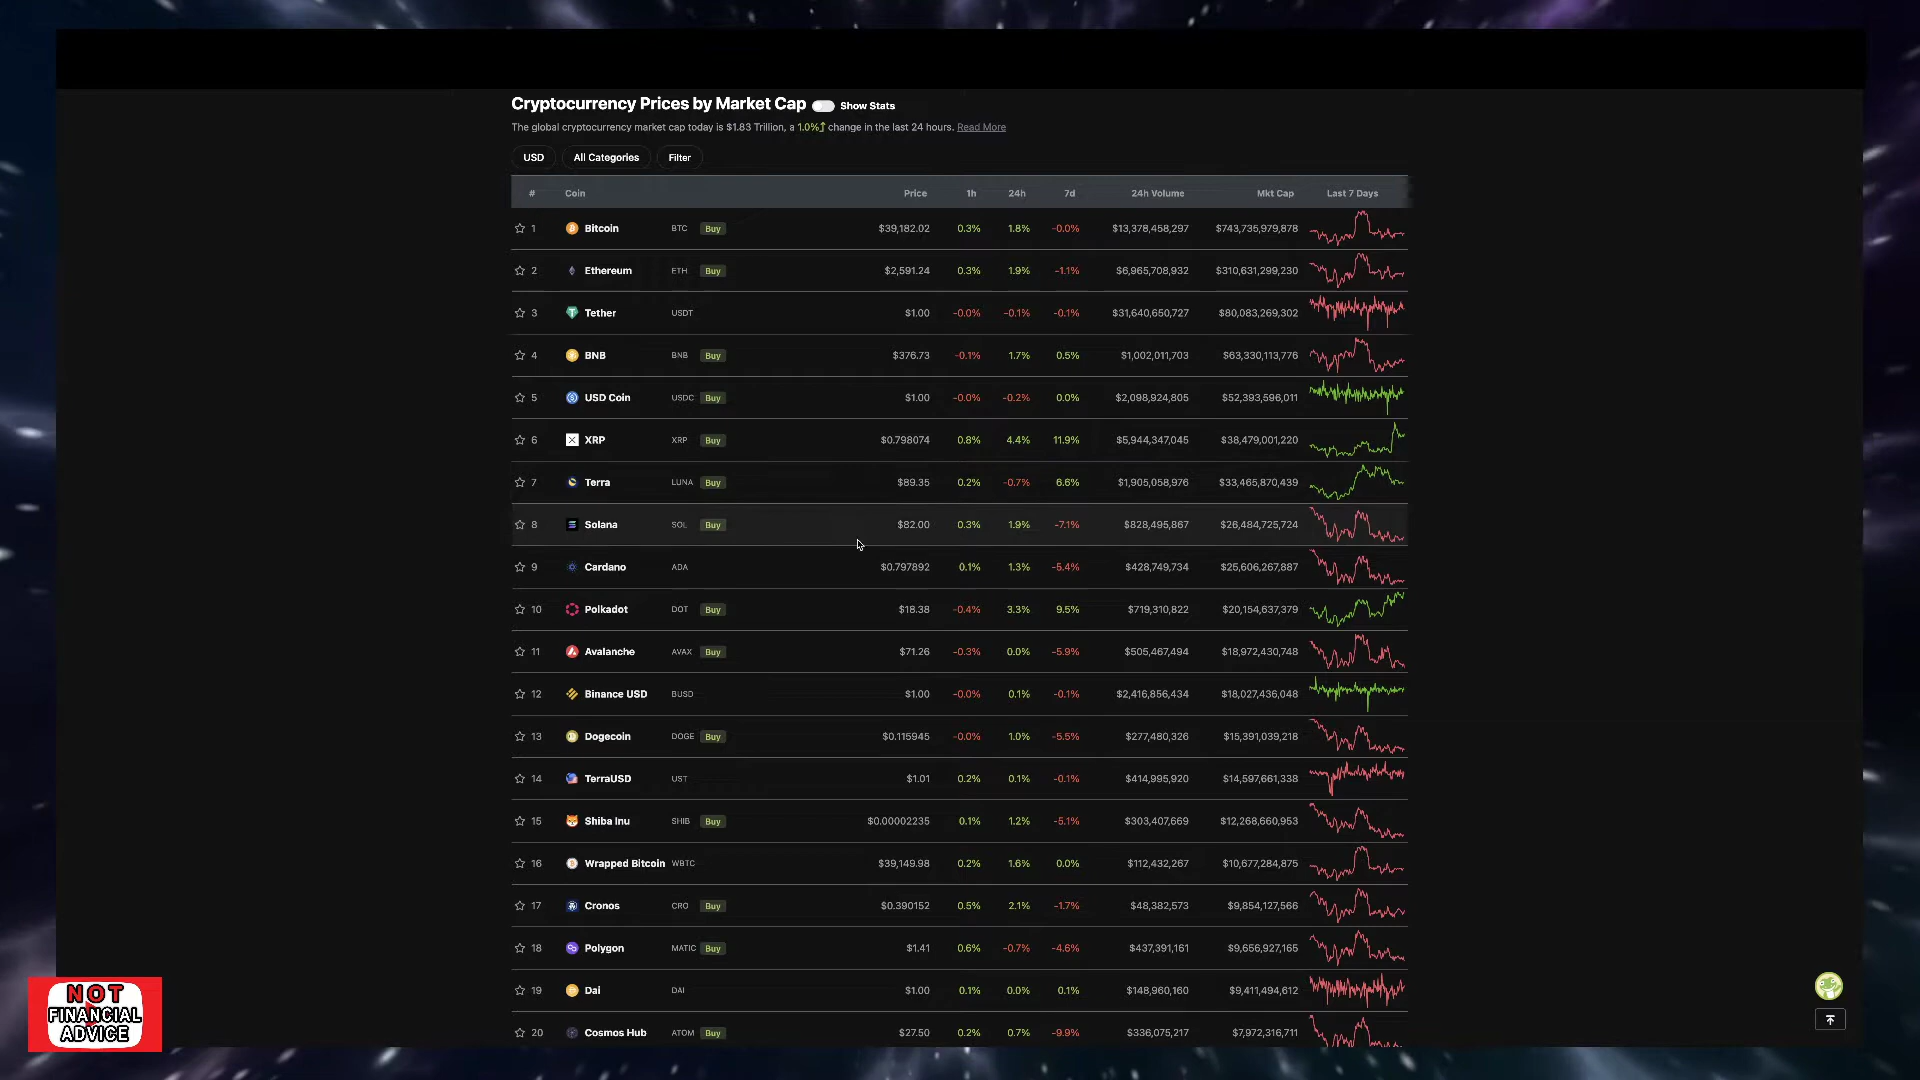 Cryptocurrency Prices by Market Cap Show Stats
The global cryptocurrency market cap today is $1.83 Trillion, a 1.0% change in the last 24 hours. Read More
USD All Categories Filter
# Coin Price 1h 24h 7d 24h Volume Mkt Cap Last 7 Days
1 Bitcoin BTC Buy $39,182.02 0.3% 1.8% -0.0% $13,378,458,297 $743,735,979,878
2 Ethereum ETH Buy $2,591.24 0.3% 1.9% -1.1% $6,965,708,932 $310,631,299,230
3 Tether USDT $1.00 -0.0% -0.1% -0.1% $31,640,650,727 $80,083,269,302
4 BNB BNB Buy $376.73 -0.1% 1.7% 0.5% $1,002,011,703 $63,330,113,776
5 USD Coin USDC Buy $1.00 -0.0% -0.2% 0.0% $2,098,924,805 $52,393,596,011
6 XRP XRP Buy $0.798074 0.8% 4.4% 11.9% $5,944,347,045 $38,479,001,220
7 Terra LUNA Buy $89.35 0.2% -0.7% 6.6% $1,905,058,976 $33,465,870,439
8 Solana SOL Buy $82.00 0.3% 1.9% -7.1% $828,495,867 $26,484,725,724
9 Cardano ADA $0.797892 0.1% 1.3% -5.4% $428,749,734 $25,606,267,887
10 Polkadot DOT Buy $18.38 -0.4% 3.3% 9.5% $719,310,822 $20,154,637,379
11 Avalanche AVAX Buy $71.26 -0.3% 0.0% -5.9% $505,467,494 $18,972,430,748
12 Binance USD BUSD $1.00 -0.0% 0.1% -0.1% $2,416,856,434 $18,027,436,048
13 Dogecoin DOGE Buy $0.115945 -0.0% 1.0% -5.5% $277,480,326 $15,391,039,218
14 TerraUSD UST $1.01 0.2% 0.1% -0.1% $414,995,920 $14,597,661,338
15 Shiba Inu SHIB Buy $0.00002235 0.1% 1.2% -5.1% $303,407,669 $12,268,660,953
16 Wrapped Bitcoin WBTC $39,149.98 0.2% 1.6% 0.0% $112,432,267 $10,677,284,875
17 Cronos CRO Buy $0.390152 0.5% 2.1% -1.7% $48,382,573 $9,854,127,566
18 Polygon MATIC Buy $1.41 0.6% -0.7% -4.6% $437,391,161 $9,656,927,165
19 Dai DAI $1.00 0.1% 0.0% 0.1% $148,960,160 $9,411,494,612
20 Cosmos Hub ATOM Buy $27.50 0.2% 0.7% -9.9% $336,075,217 $7,972,316,711
NOT
FINANCIAL
ADVICE